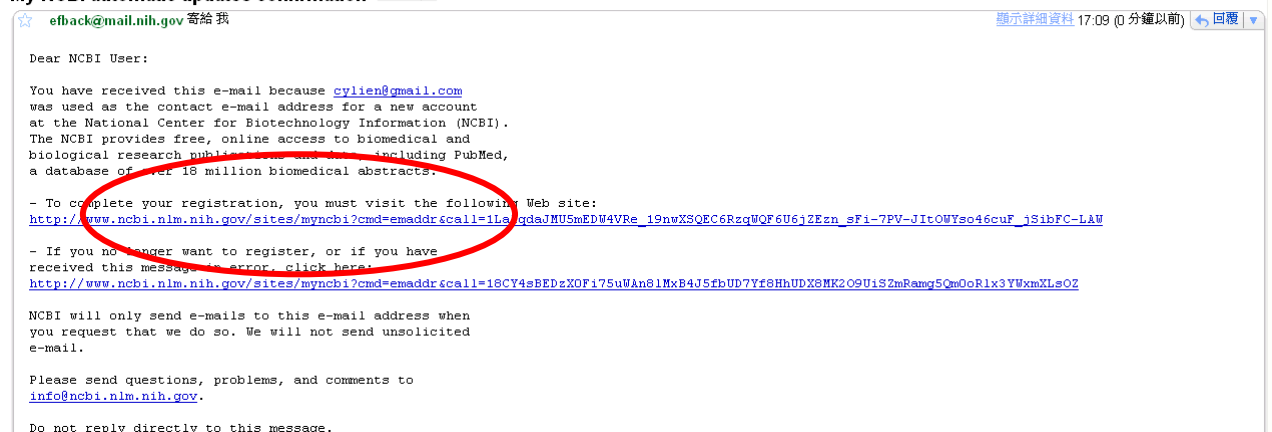 My NCBI automatic updates confirmation
efback@mail.nih.gov 寄給 我 顯示詳細資料 17:09 (0 分鐘以前) 回覆
Dear NCBI User:
You have received this e-mail because cylien@gmail.com
was used as the contact e-mail address for a new account
at the National Center for Biotechnology Information (NCBI).
The NCBI provides free, online access to biomedical and
biological research publications and data, including PubMed,
a database of over 18 million biomedical abstracts.
- To complete your registration, you must visit the following Web site:
http://www.ncbi.nlm.nih.gov/sites/myncbi?cmd=emaddr&call=
- If you no longer want to register, or if you have
received this message in error, click here:
http://www.ncbi.nlm.nih.gov/sites/myncbi?cmd=emaddr&call=18CY4sBEDzXOFi75uWAn8lMxB4J5fbUD7Yf8HhUDX8MK2O9UiSZmRamg5QmOoRlx3YWxmXLsOZ
NCBI will only send e-mails to this e-mail address when
you request that we do so. We will not send unsolicited
e-mail.
Please send questions, problems, and comments to
info@ncbi.nlm.nih.gov.
Do not reply directly to this message.